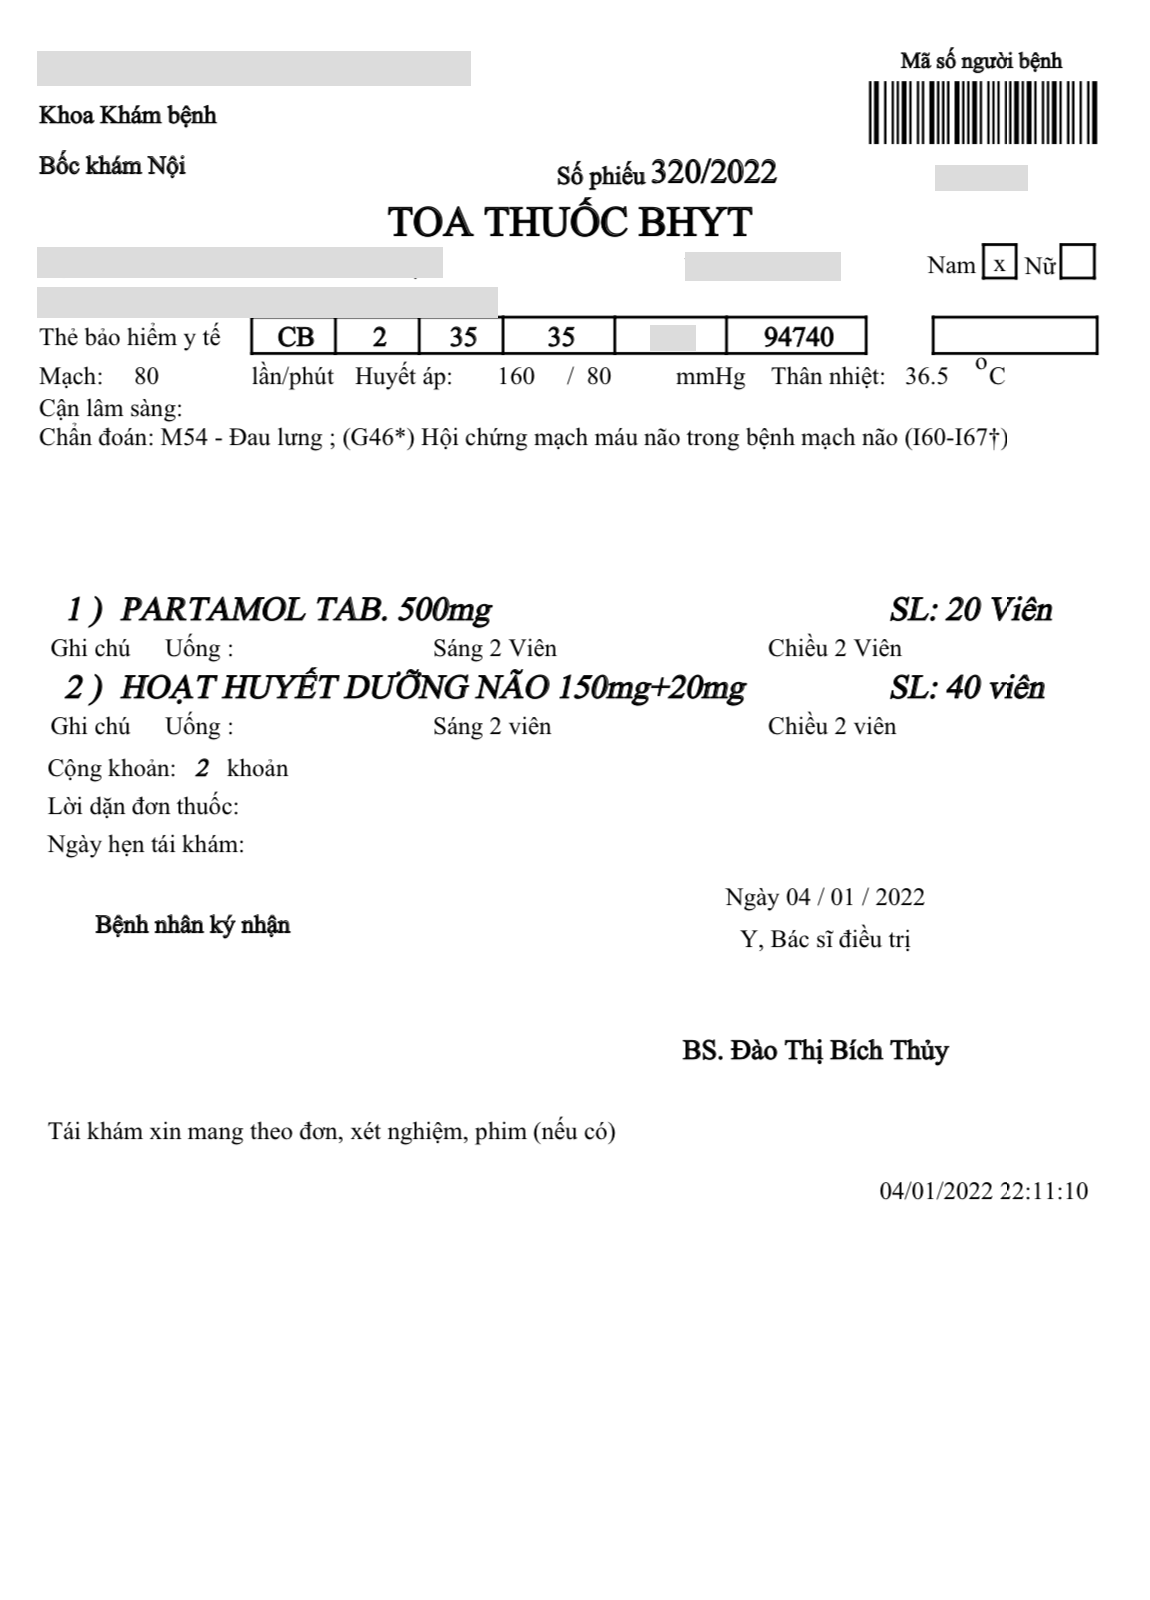 Mã số người bệnh
Khoa Khám bệnh
Bốc khám Nội
Số phiếu 320/2022
TOA THUỐC BHYT
Nam x Nữ
Thẻ bảo hiểm y tế CB 2 35 35 94740
Mạch: 80 lần/phút Huyết áp: 160 / 80 mmHg Thân nhiệt: 36.5 °C
Cận lâm sàng:
Chẩn đoán: M54 - Đau lưng ; (G46*) Hội chứng mạch máu não trong bệnh mạch não (I60-I67†)
1 ) PARTAMOL TAB. 500mg SL: 20 Viên
Ghi chú Uống : Sáng 2 Viên Chiều 2 Viên
2 ) HOẠT HUYẾT DƯỠNG NÃO 150mg+20mg SL: 40 viên
Ghi chú Uống : Sáng 2 viên Chiều 2 viên
Cộng khoản: 2 khoản
Lời dặn đơn thuốc:
Ngày hẹn tái khám:
Ngày 04 / 01 / 2022
Bệnh nhân ký nhận
Y, Bác sĩ điều trị
BS. Đào Thị Bích Thủy
Tái khám xin mang theo đơn, xét nghiệm, phim (nếu có)
04/01/2022 22:11:10